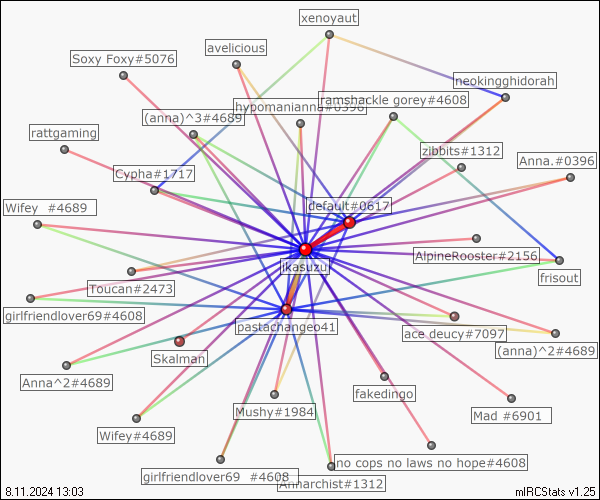 xenoyaut
avelicious
Soxy Foxy#5076
neokingghidorah
ramshackle gorey#4608
hypomanianna#0396
(anna)^3#4689
rattgaming
zibbits#1312
Anna.#0396
Cypha#1717
Wifey  #4689
default#0617
AlpineRooster#2156
jkasuzu
frisout
Toucan#2473
girlfriendlover69#4608
pastachangeo41
ace.deucy#7097
(anna)^2#4689
Skalman
Anna^2#4689
fakedingo
Mushy#1984
Mad #6901
Wifey#4689
no cops no laws no hope#4608
girlfriendlover69  #4608
Annarchist#1312
8.11.2024 13:03
mIRCStats v1.25